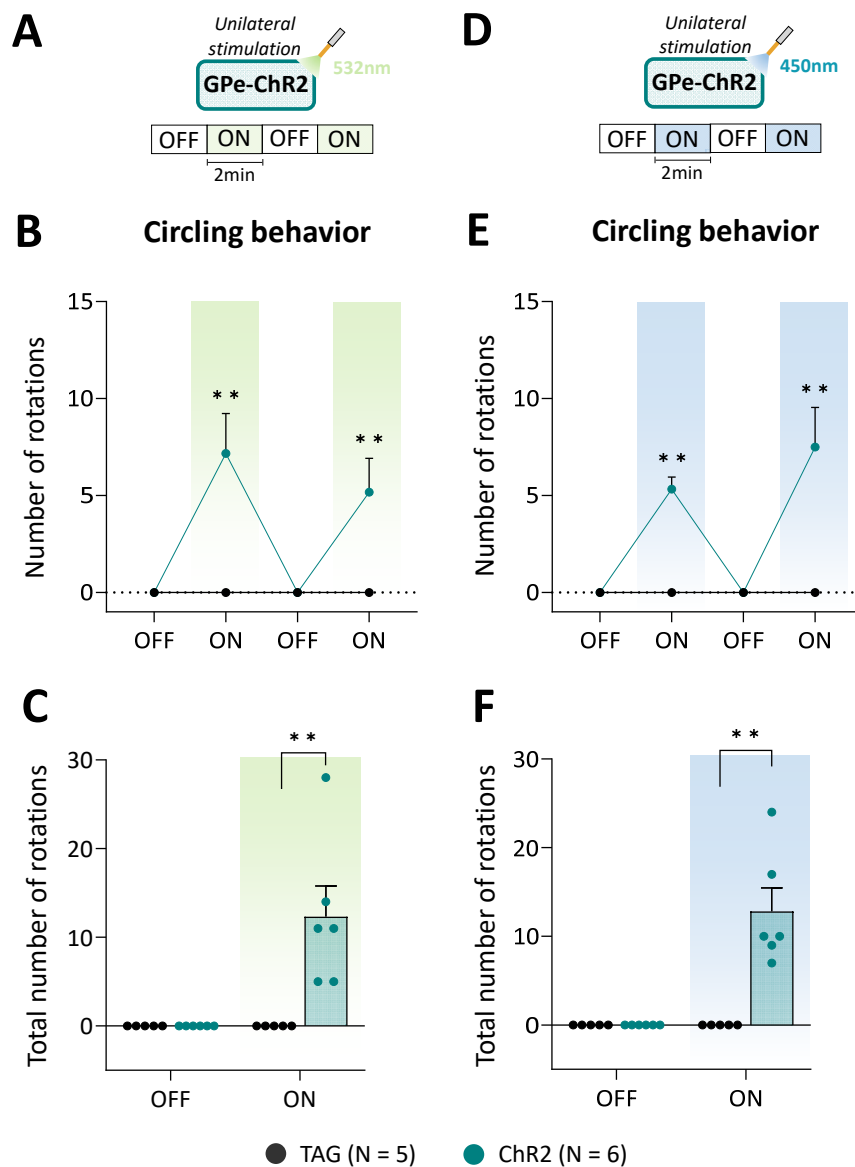 A
Unilateral
stimulation
532nm
GPe-ChR2
OFF ON OFF ON
2min
B
Circling behavior
Number of rotations
15
10
5
0
* *
* *
OFF ON OFF ON
C
Total number of rotations
30
20
10
0
* *
OFF ON
D
Unilateral
stimulation
450nm
GPe-ChR2
OFF ON OFF ON
2min
E
Circling behavior
Number of rotations
15
10
5
0
* *
* *
OFF ON OFF ON
F
Total number of rotations
30
20
10
0
* *
OFF ON
TAG (N = 5) ChR2 (N = 6)